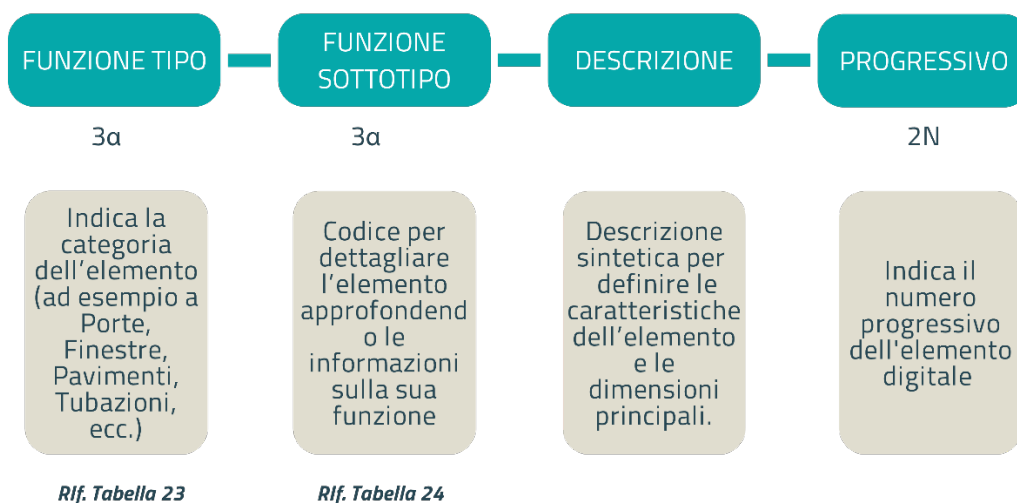 FUNZIONE TIPO
FUNZIONE
SOTTOTIPO
DESCRIZIONE
PROGRESSIVO
3α
3α
2N
Indica la
categoria
dell'elemento
(ad esempio a
Porte,
Finestre,
Pavimenti,
Tubazioni,
ecc.)
Codice per
dettagliare
l'elemento
approfondend
o le
informazioni
sulla sua
funzione
Descrizione
sintetica per
definire le
caratteristiche
dell'elemento
e le
dimensioni
principali.
Indica il
numero
progressivo
dell'elemento
digitale
RIf. Tabella 23
RIf. Tabella 24